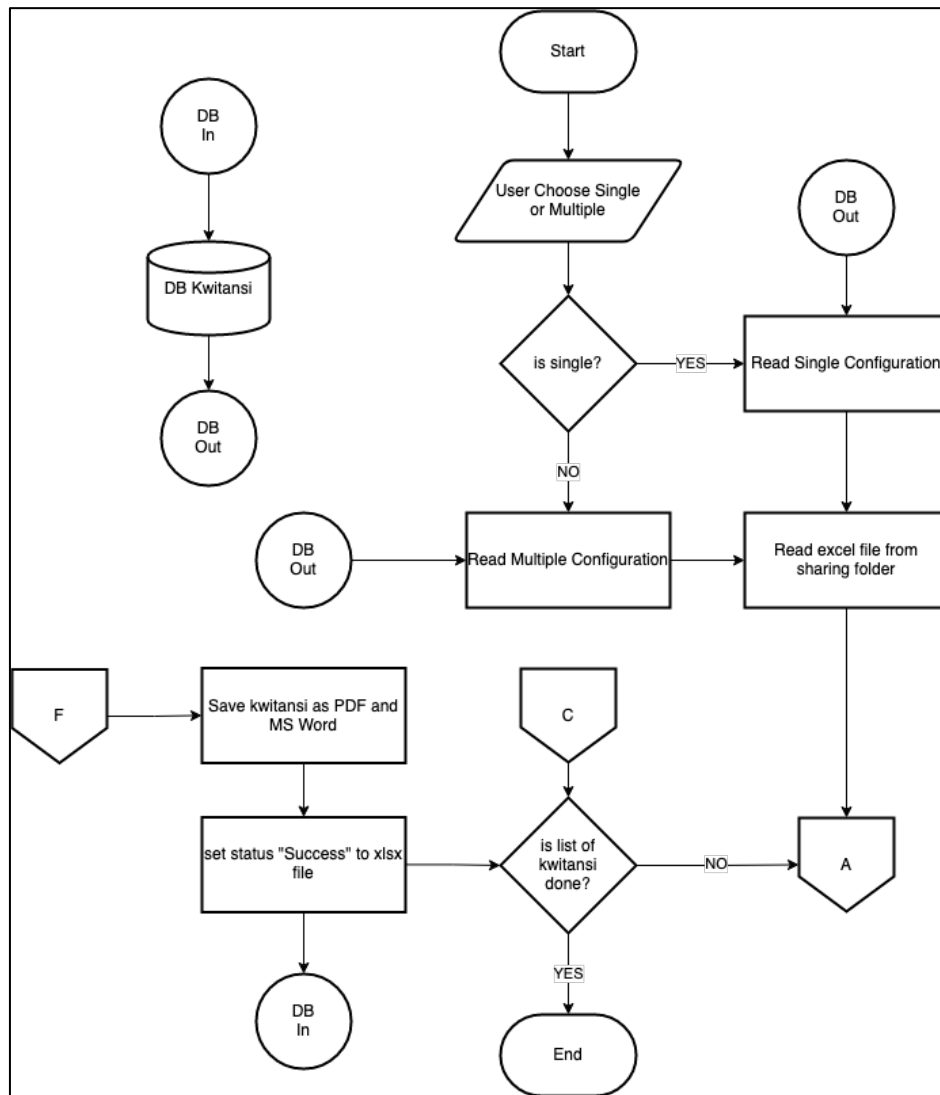 Start
DB
In
User Choose Single
or Multiple
DB
Out
DB Kwitansi
is single?
YES
Read Single Configuration
DB
Out
NO
DB
Out
Read Multiple Configuration
Read excel file from
sharing folder
F
Save kwitansi as PDF and
MS Word
C
set status "Success" to xlsx
file
is list of
kwitansi
done?
NO
A
YES
DB
In
End